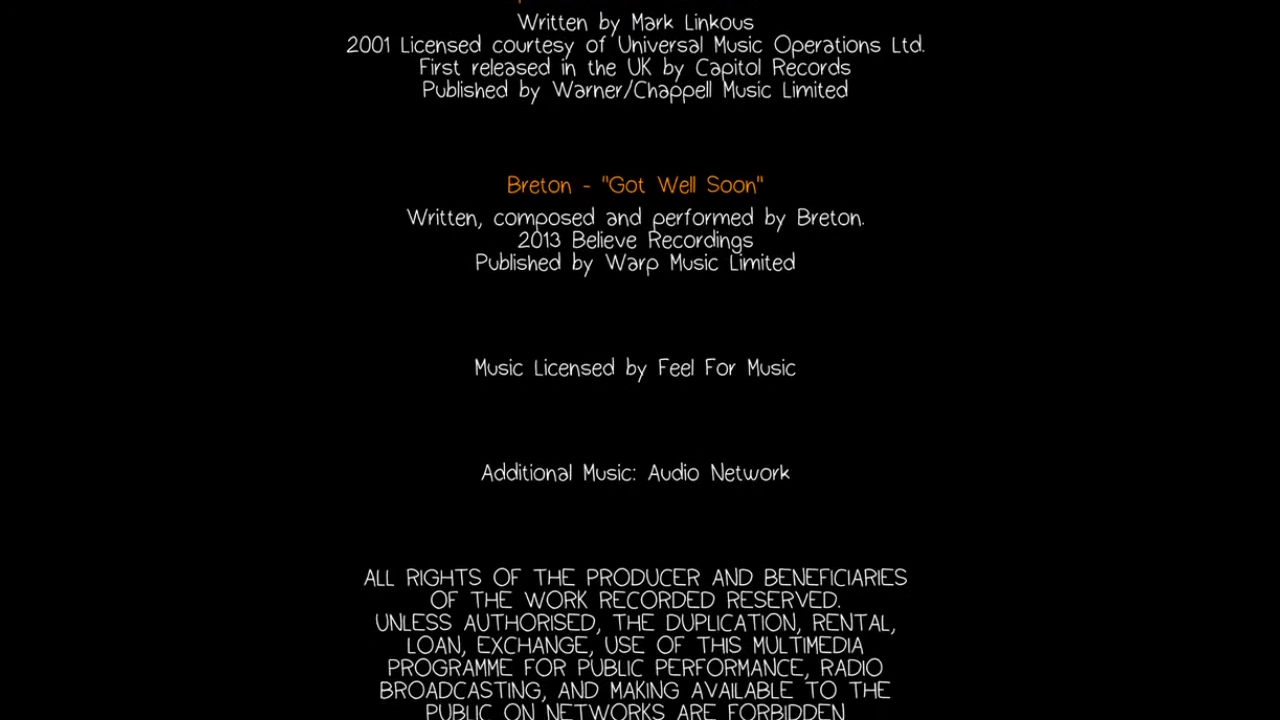 Written by Mark Linkous
2001 Licensed courtesy of Universal Music Operations Ltd.
First released in the UK by Capitol Records
Published by Warner/Chappell Music Limited
Breton - "Got Well Soon"
Written, composed and performed by Breton.
2013 Believe Recordings
Published by Warp Music Limited
Music Licensed by Feel For Music
Additional Music: Audio Network
ALL RIGHTS OF THE PRODUCER AND BENEFICIARIES
OF THE WORK RECORDED RESERVED.
UNLESS AUTHORISED, THE DUPLICATION, RENTAL,
LOAN, EXCHANGE, USE OF THIS MULTIMEDIA
PROGRAMME FOR PUBLIC PERFORMANCE, RADIO
BROADCASTING, AND MAKING AVAILABLE TO THE
PUBLIC ON NETWORKS ARE FORBIDDEN